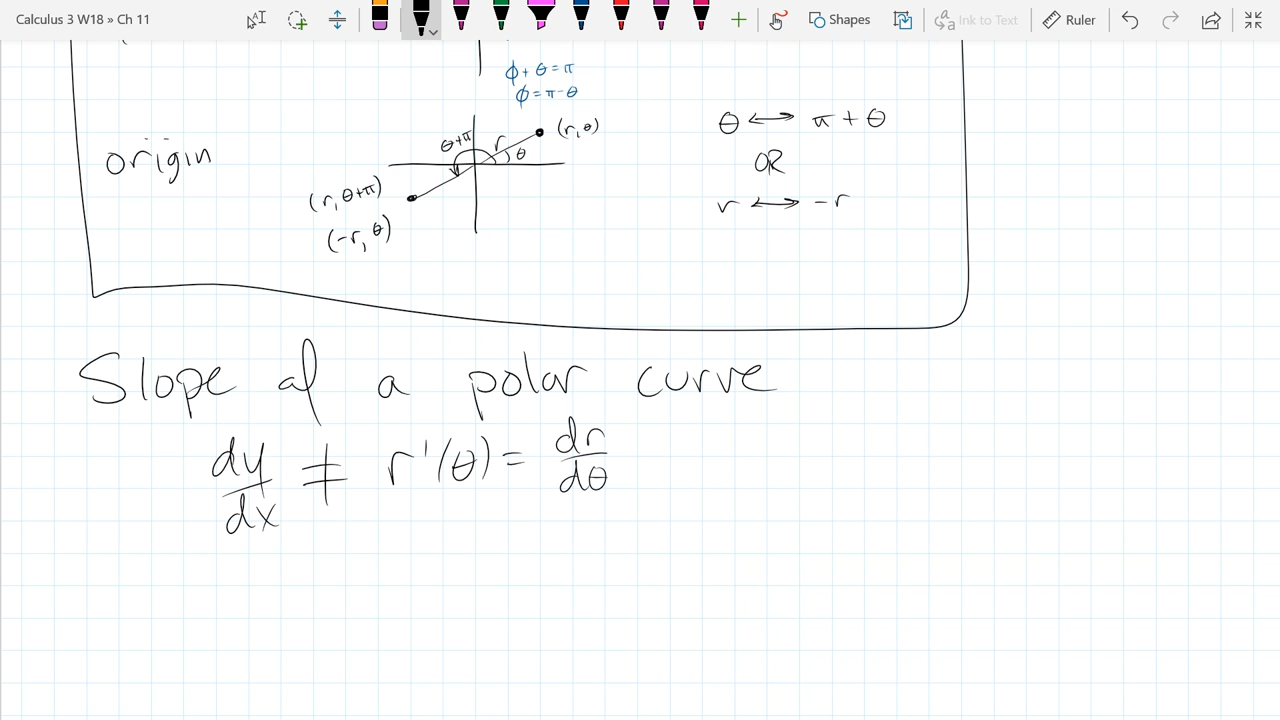 Calculus 3 W18 » Ch 11
Shapes
Ink to Text
Ruler
ϕ + θ = π
ϕ = π - θ
origin
θ+π
r
θ
(r, θ)
(r, θ+π)
(-r, θ)
θ ⟷ π + θ
OR
r ⟷ -r
Slope of a polar curve
dy/dx ≠ r'(θ) = dr/dθ